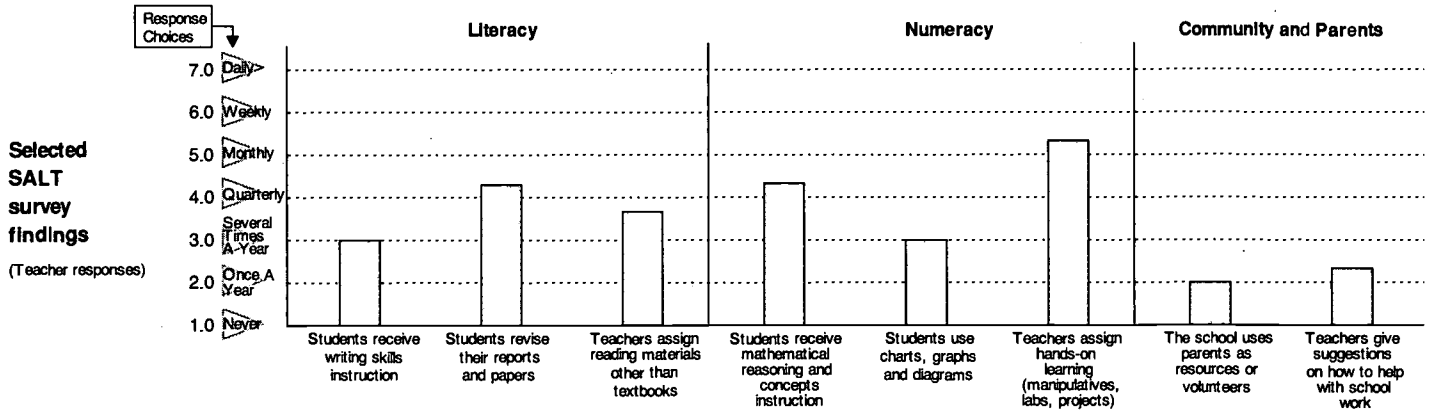 Response
Choices
Literacy
Numeracy
Community and Parents
Selected
SALT
survey
findings
(Teacher responses)
7.0 Daily
6.0 Weekly
5.0 Monthly
4.0 Quarterly
Several
3.0 Times
A-Year
Once A
2.0 Year
1.0 Never
Students receive
writing skills
instruction
Students revise
their reports
and papers
Teachers assign
reading materials
other than
textbooks
Students receive
mathematical
reasoning and
concepts
instruction
Students use
charts, graphs
and diagrams
Teachers assign
hands-on
learning
(manipulatives,
labs, projects)
The school uses
parents as
resources or
volunteers
Teachers give
suggestions
on how to help
with school
work